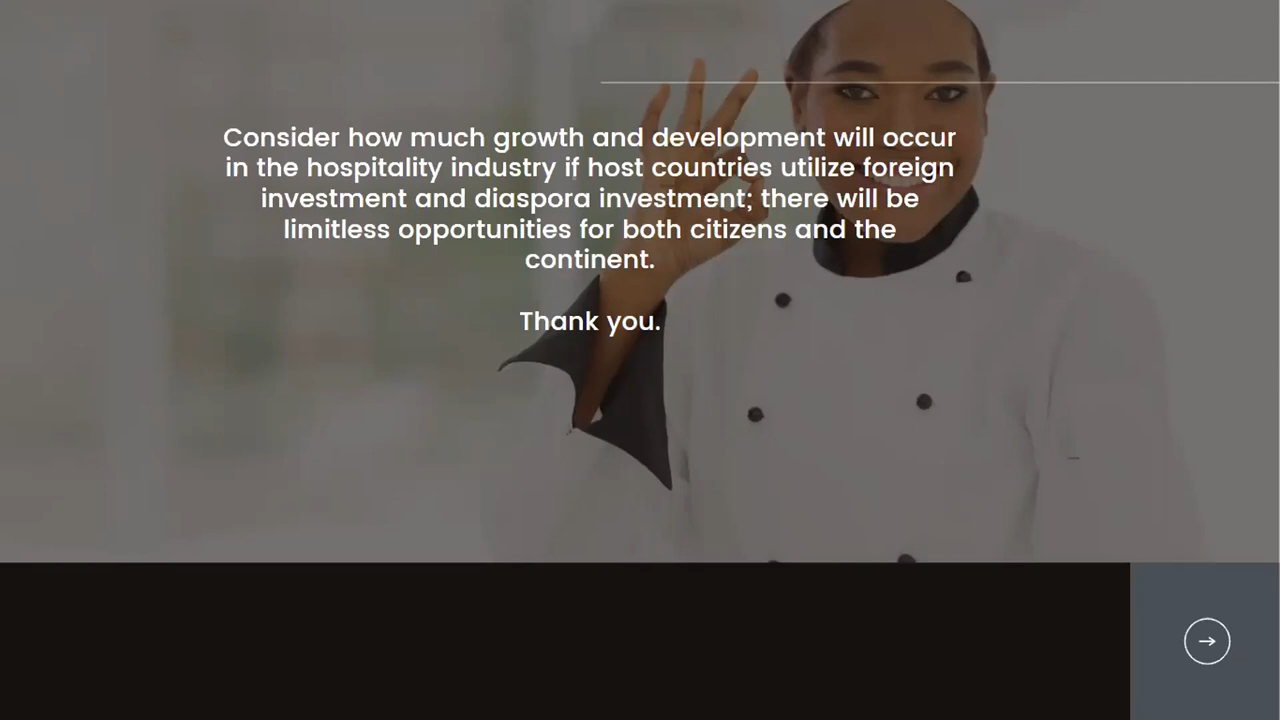 Consider how much growth and development will occur
in the hospitality industry if host countries utilize foreign
investment and diaspora investment; there will be
limitless opportunities for both citizens and the
continent.
Thank you.